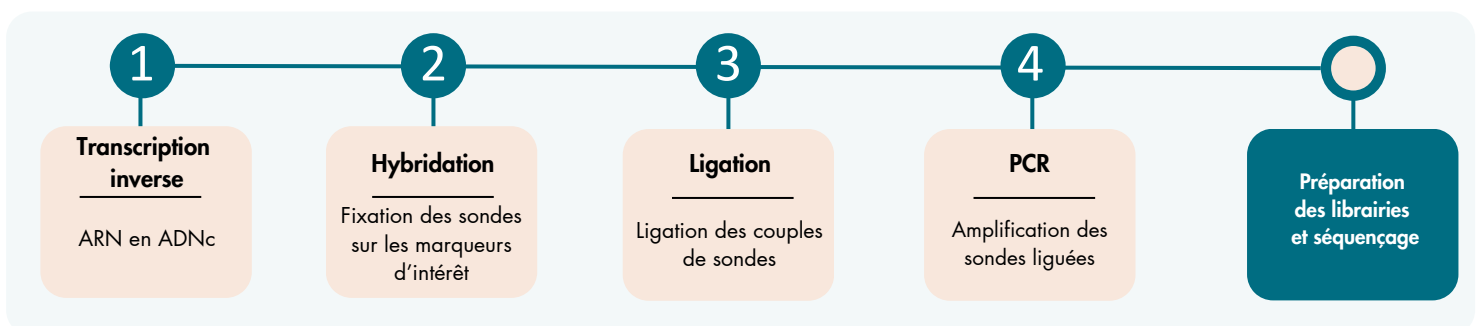 1
2
3
4
Transcription
inverse
ARN en ADNc
Hybridation
Fixation des sondes
sur les marqueurs
d’intérêt
Ligation
Ligation des couples
de sondes
PCR
Amplification des
sondes liguées
Préparation
des librairies
et séquençage